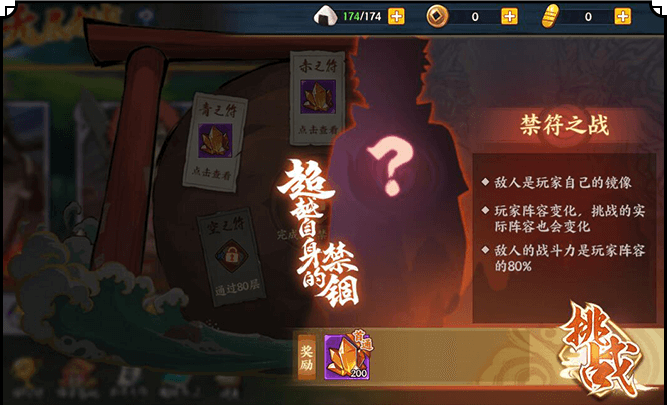 174/174
0
0
赤之符
点击查看
青之符
点击查看
空之符
通过80层
完成
超越自身的禁锢
?
禁符之战
敌人是玩家自己的镜像
玩家阵容变化，挑战的实
际阵容也会变化
敌人的战斗力是玩家阵容
的80%
奖励
首通
200
挑战